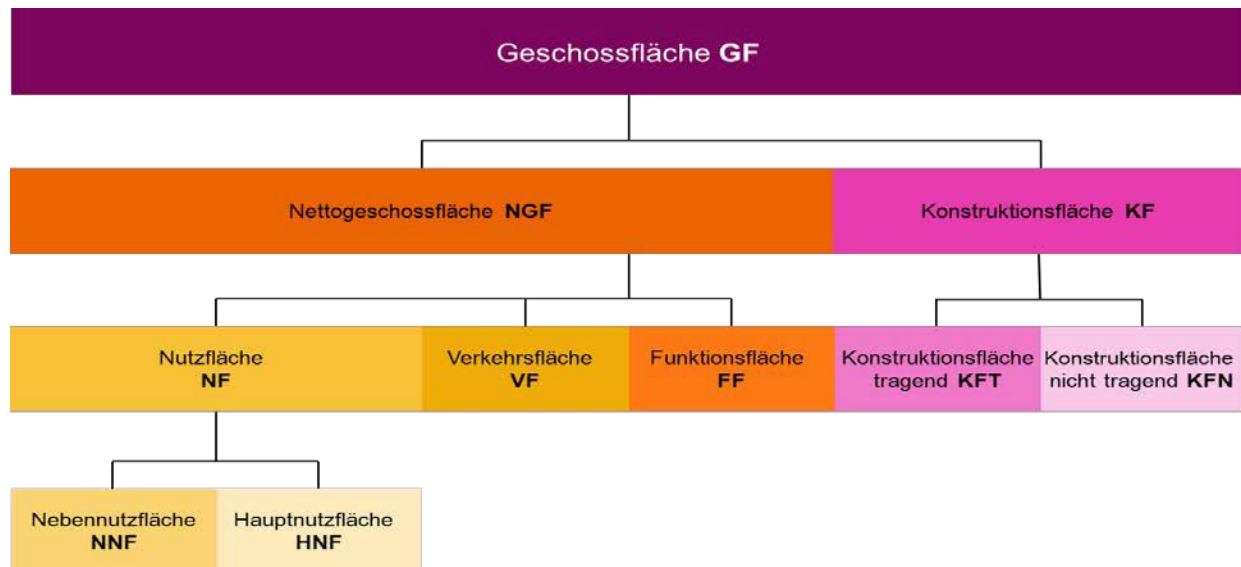 Geschossfläche GF
Nettogeschossfläche NGF
Konstruktionsfläche KF
Nutzfläche
NF
Verkehrsfläche
VF
Funktionsfläche
FF
Konstruktionsfläche
tragend KFT
Konstruktionsfläche
nicht tragend KFN
Nebennutzfläche
NNF
Hauptnutzfläche
HNF